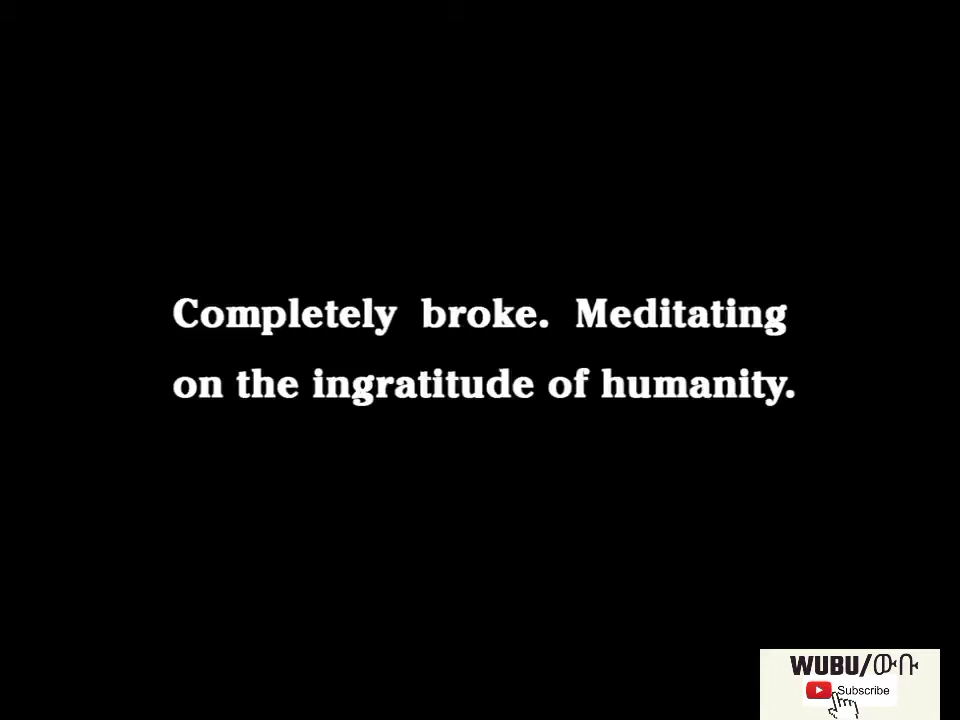 Completely broke. Meditating
on the ingratitude of humanity.
WUBU/ውቡ
Subscribe